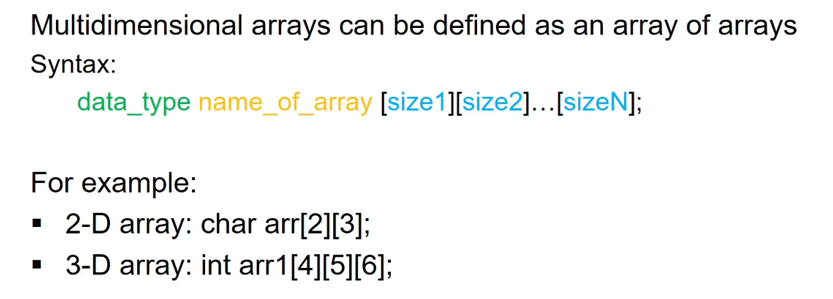 Multidimensional arrays can be defined as an array of arrays
Syntax:
data_type name_of_array [size1][size2]...[sizeN];
For example:
▪ 2-D array: char arr[2][3];
▪ 3-D array: int arr1[4][5][6];